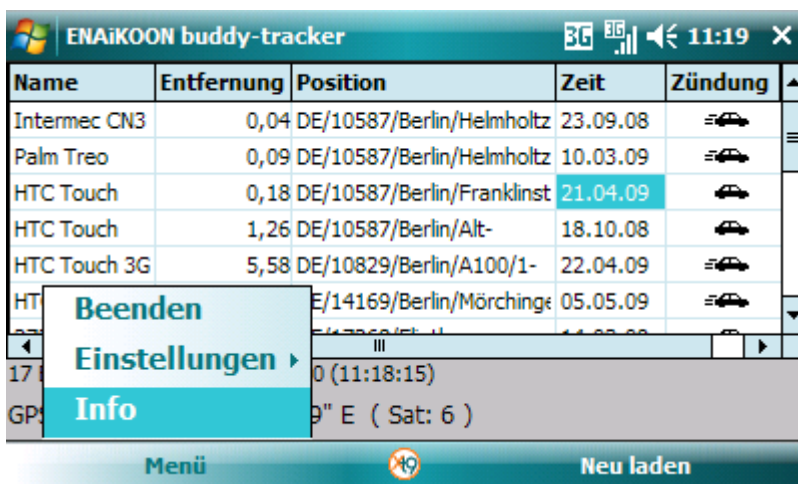 ENAiKOON buddy-tracker 3G 3G 11:19
Name Entfernung Position Zeit Zündung
Intermec CN3 0,04 DE/10587/Berlin/Helmholtz 23.09.08
Palm Treo 0,09 DE/10587/Berlin/Helmholtz 10.03.09
HTC Touch 0,18 DE/10587/Berlin/Franklinst 21.04.09
HTC Touch 1,26 DE/10587/Berlin/Alt- 18.10.08
HTC Touch 3G 5,58 DE/10829/Berlin/A100/1- 22.04.09
E/14169/Berlin/Mörchinge 05.05.09
Beenden
Einstellungen
Info
17 0 (11:18:15)
GPS 9" E ( Sat: 6 )
Menü Neu laden